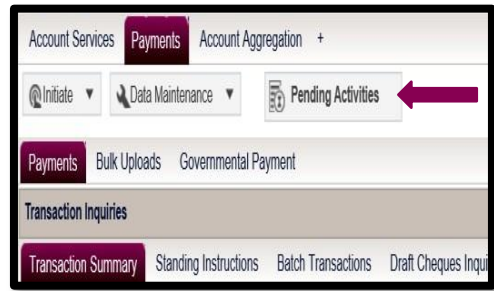 Account Services Payments Account Aggregation +
Initiate Data Maintenance Pending Activities
Payments Bulk Uploads Governmental Payment
Transaction Inquiries
Transaction Summary Standing Instructions Batch Transactions Draft Cheques Inqui